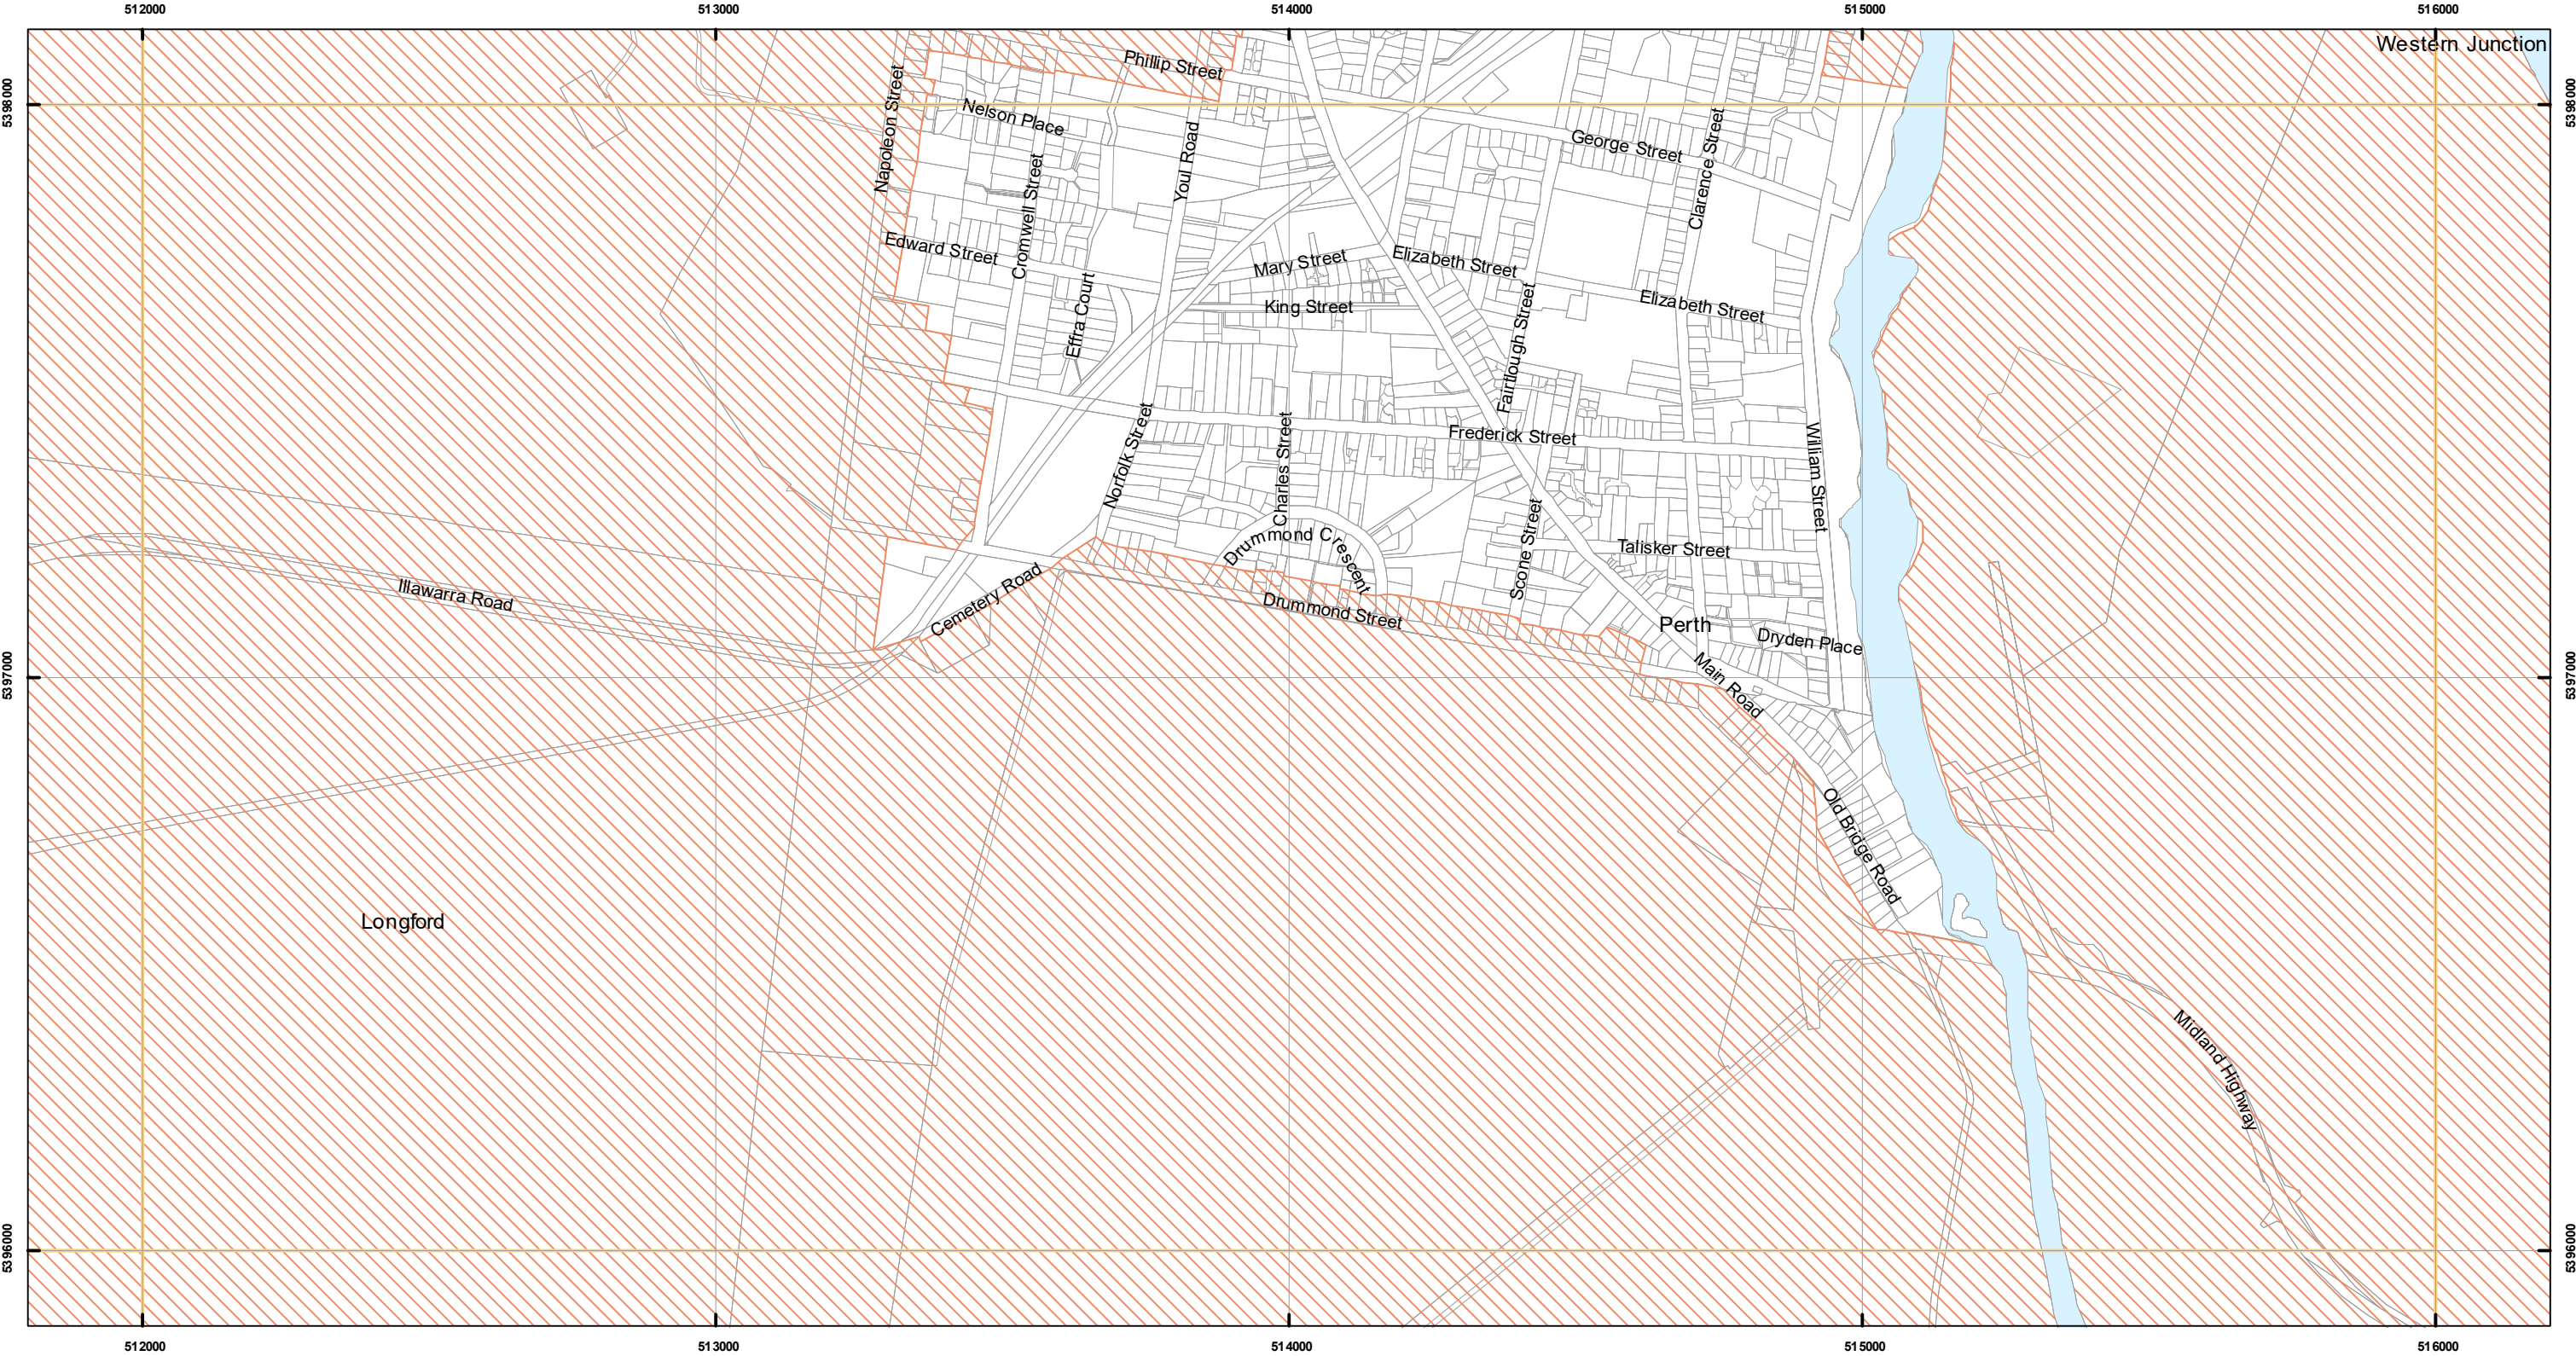 512000
513000
514000
515000
516000
Western Junction
Phillip Street
5398000
5398000
Napoleon Street
Nelson Place
Youl Road
George Street
Clarence Street
Cromwell Street
Edward Street
Mary Street
Elizabeth Street
Effra Court
King Street
Elizabeth Street
Fairtlough Street
Norfolk Street
Charles Street
Frederick Street
William Street
Drummond Crescent
Scone Street
Talisker Street
Illawarra Road
Cemetery Road
Drummond Street
Perth
Dryden Place
5397000
5397000
Main Road
Old Bridge Road
Longford
Midland Highway
5396000
5396000
512000
513000
514000
515000
516000